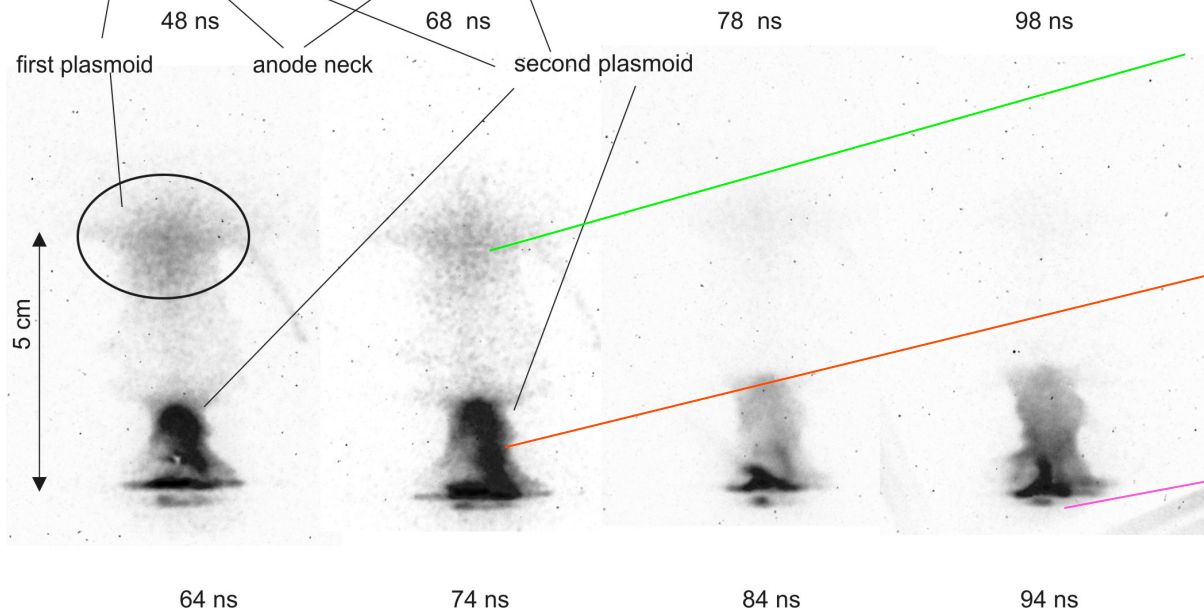 48 ns 68 ns 78 ns 98 ns
first plasmoid anode neck second plasmoid
5 cm
64 ns 74 ns 84 ns 94 ns